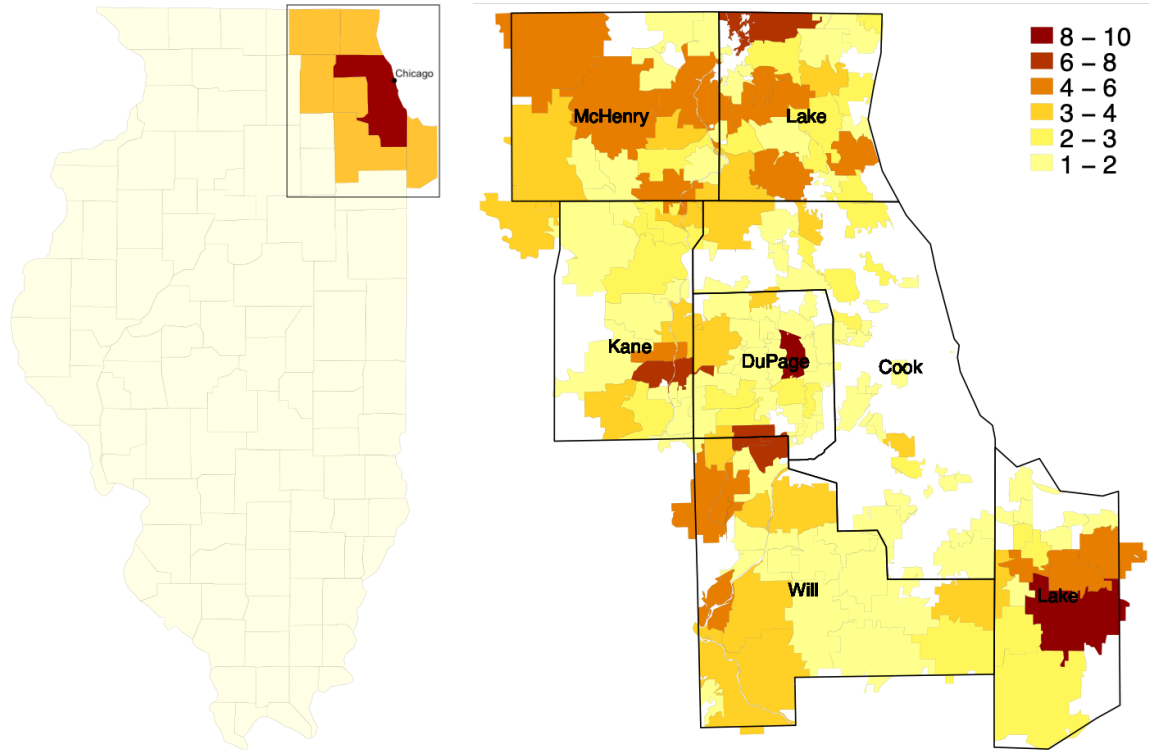 Chicago
8 – 10
6 – 8
4 – 6
3 – 4
2 – 3
1 – 2
McHenry
Lake
Kane
DuPage
Cook
Will
Lake